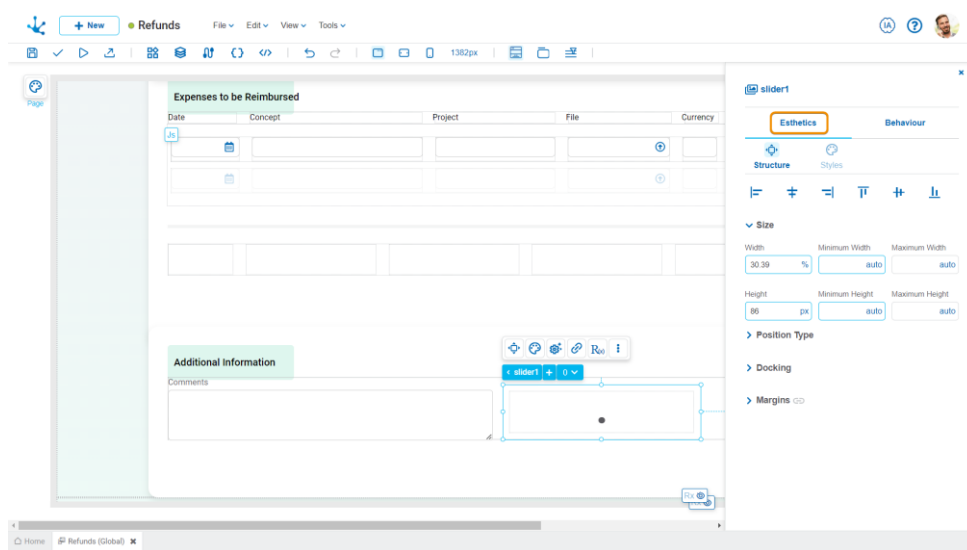 New
Refunds
File
Edit
View
Tools
IA
?
1382px
Page
Expenses to be Reimbursed
Date
Concept
Project
File
Currency
Js
Additional Information
Comments
slider1
+
0
Rx
slider1
Esthetics
Behaviour
Structure
Styles
Size
Width
Minimum Width
Maximum Width
30.39 %
auto
auto
Height
Minimum Height
Maximum Height
86 px
auto
auto
Position Type
Docking
Margins
Home
Refunds (Global)